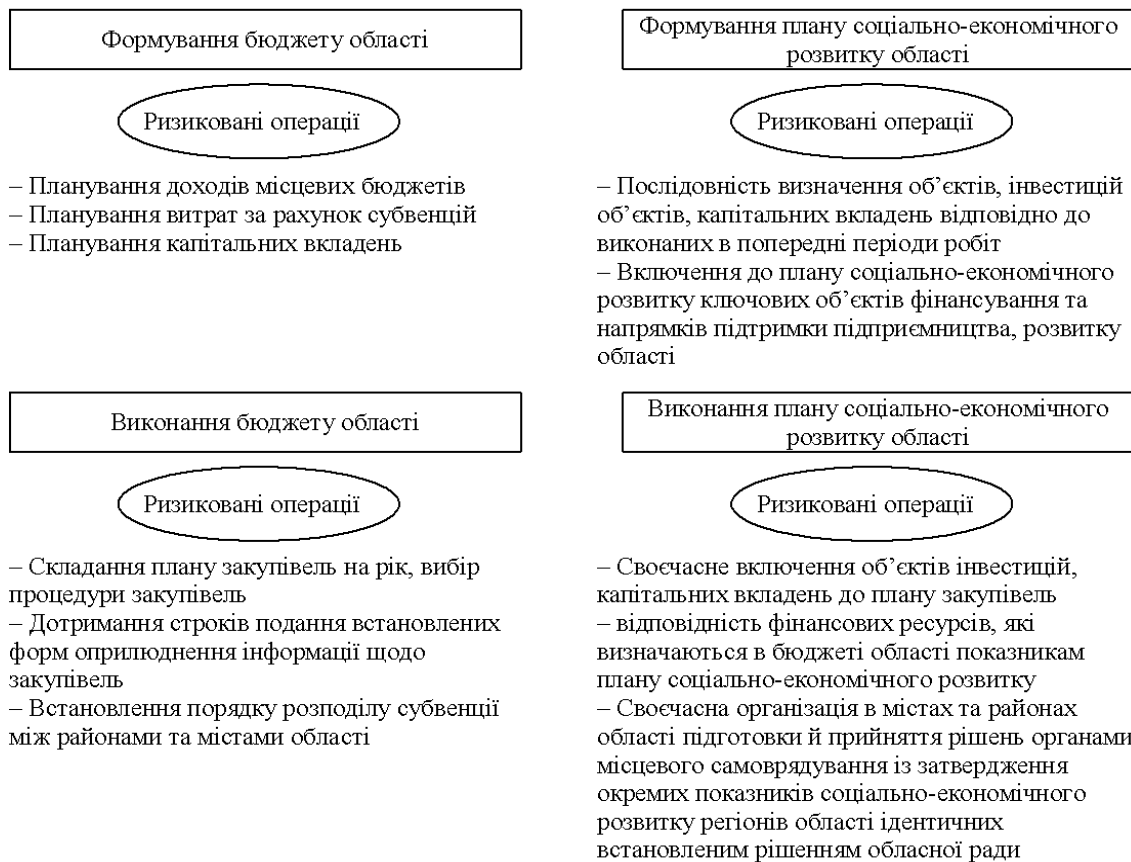 Формування бюджету області
Ризиковані операції
– Планування доходів місцевих бюджетів
– Планування витрат за рахунок субвенцій
– Планування капітальних вкладень
Формування плану соціально-економічного
розвитку області
Ризиковані операції
– Послідовність визначення об’єктів, інвестицій
об’єктів, капітальних вкладень відповідно до
виконаних в попередні періоди робіт
– Включення до плану соціально-економічного
розвитку ключових об’єктів фінансування та
напрямків підтримки підприємництва, розвитку
області
Виконання бюджету області
Ризиковані операції
– Складання плану закупівель на рік, вибір
процедури закупівель
– Дотримання строків подання встановлених
форм оприлюднення інформації щодо
закупівель
– Встановлення порядку розподілу субвенції
між районами та містами області
Виконання плану соціально-економічного
розвитку області
Ризиковані операції
– Своєчасне включення об’єктів інвестицій,
капітальних вкладень до плану закупівель
– відповідність фінансових ресурсів, які
визначаються в бюджеті області показникам
плану соціально-економічного розвитку
– Своєчасна організація в містах та районах
області підготовки й прийняття рішень органами
місцевого самоврядування із затвердження
окремих показників соціально-економічного
розвитку регіонів області ідентичних
встановленим рішенням обласної ради